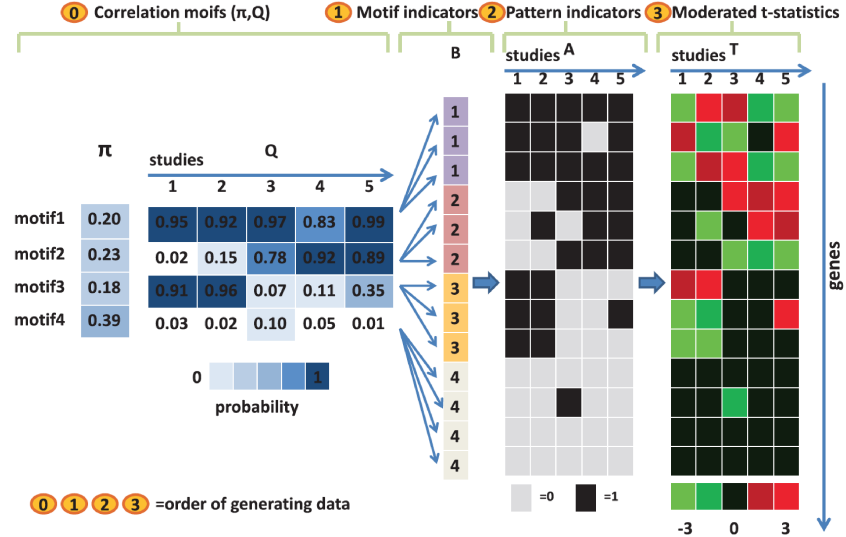 0 Correlation moifs (π,Q)
1 Motif indicators
2 Pattern indicators
3 Moderated t-statistics
B
studies A
1 2 3 4 5
studies T
1 2 3 4 5
π
studies Q
1 2 3 4 5
motif1 0.20 0.95 0.92 0.97 0.83 0.99
motif2 0.23 0.02 0.15 0.78 0.92 0.89
motif3 0.18 0.91 0.96 0.07 0.11 0.35
motif4 0.39 0.03 0.02 0.10 0.05 0.01
0 1
probability
1
1
1
2
2
2
3
3
3
4
4
4
4
genes
0 1 2 3 =order of generating data
=0 =1
-3 0 3